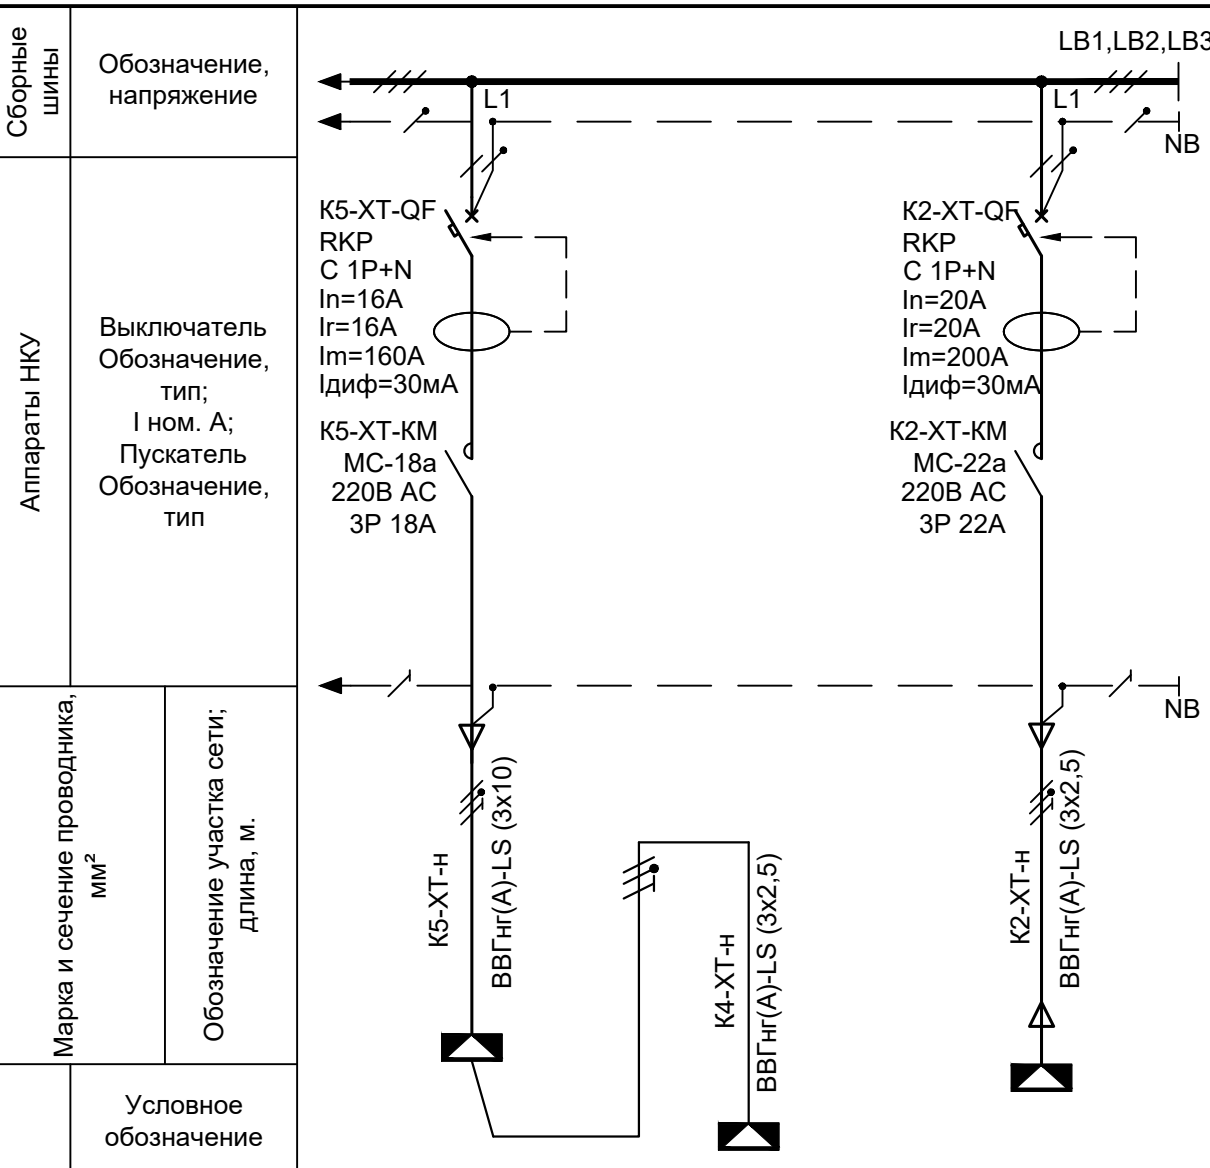 Сборные
шины
Обозначение,
напряжение
LB1,LB2,LB3
L1
L1
NB
Аппараты НКУ
Выключатель
Обозначение,
тип;
I ном. А;
Пускатель
Обозначение,
тип
К5-ХТ-QF
RKP
C 1P+N
In=16A
Ir=16A
Im=160A
Iдиф=30мА
К5-ХТ-КМ
МС-18а
220В АС
3Р 18А
К2-ХТ-QF
RKP
C 1P+N
In=20A
Ir=20A
Im=200A
Iдиф=30мА
К2-ХТ-КМ
МС-22а
220В АС
3Р 22А
NB
Марка и сечение проводника,
мм²
Обозначение участка сети;
длина, м.
К5-ХТ-н
ВВГнг(А)-LS (3х10)
К4-ХТ-н
ВВГнг(А)-LS (3х2,5)
К2-ХТ-н
ВВГнг(А)-LS (3х2,5)
Условное
обозначение